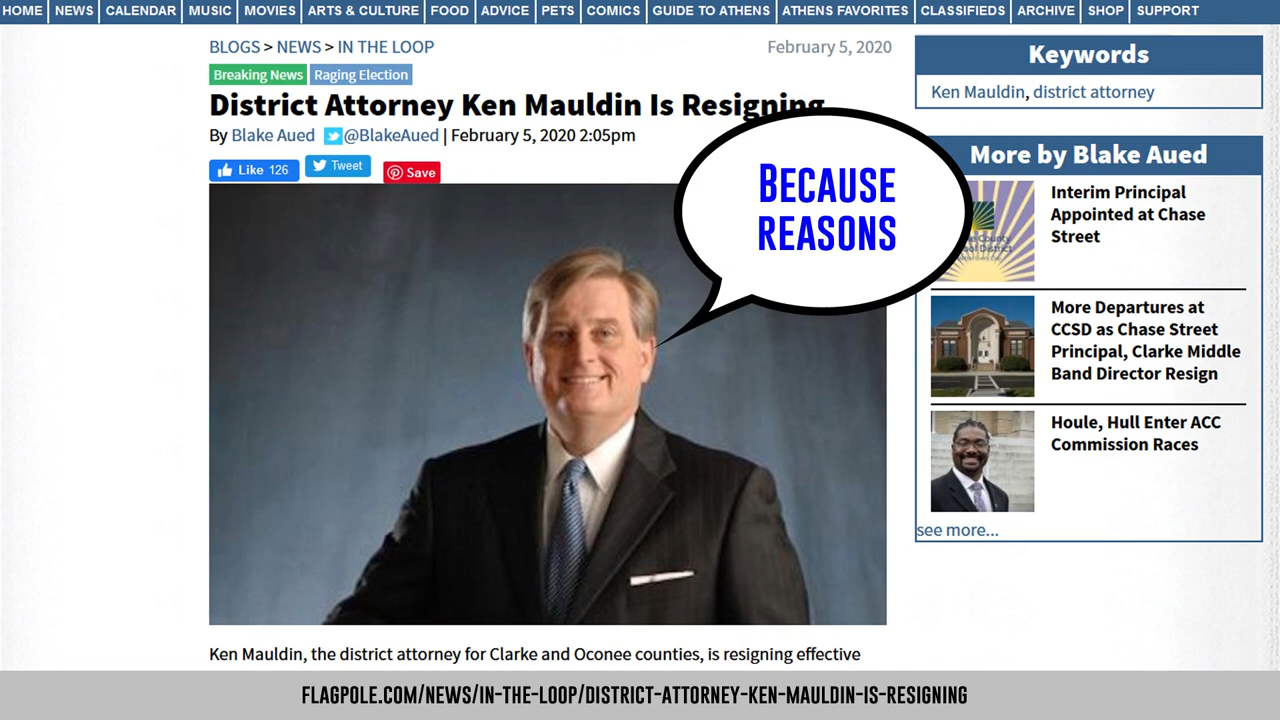 HOME NEWS CALENDAR MUSIC MOVIES ARTS & CULTURE FOOD ADVICE PETS COMICS GUIDE TO ATHENS ATHENS FAVORITES CLASSIFIEDS ARCHIVE SHOP SUPPORT
BLOGS > NEWS > IN THE LOOP
February 5, 2020
Breaking News Raging Election
District Attorney Ken Mauldin Is Resigning
By Blake Aued @BlakeAued | February 5, 2020 2:05pm
Like 126 Tweet Save
BECAUSE
REASONS
Ken Mauldin, the district attorney for Clarke and Oconee counties, is resigning effective
Keywords
Ken Mauldin, district attorney
More by Blake Aued
Interim Principal
Appointed at Chase
Street
More Departures at
CCSD as Chase Street
Principal, Clarke Middle
Band Director Resign
Houle, Hull Enter ACC
Commission Races
see more...
FLAGPOLE.COM/NEWS/IN-THE-LOOP/DISTRICT-ATTORNEY-KEN-MAULDIN-IS-RESIGNING